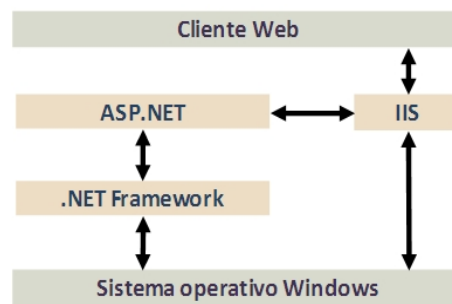 Cliente Web
ASP.NET
IIS
.NET Framework
Sistema operativo Windows